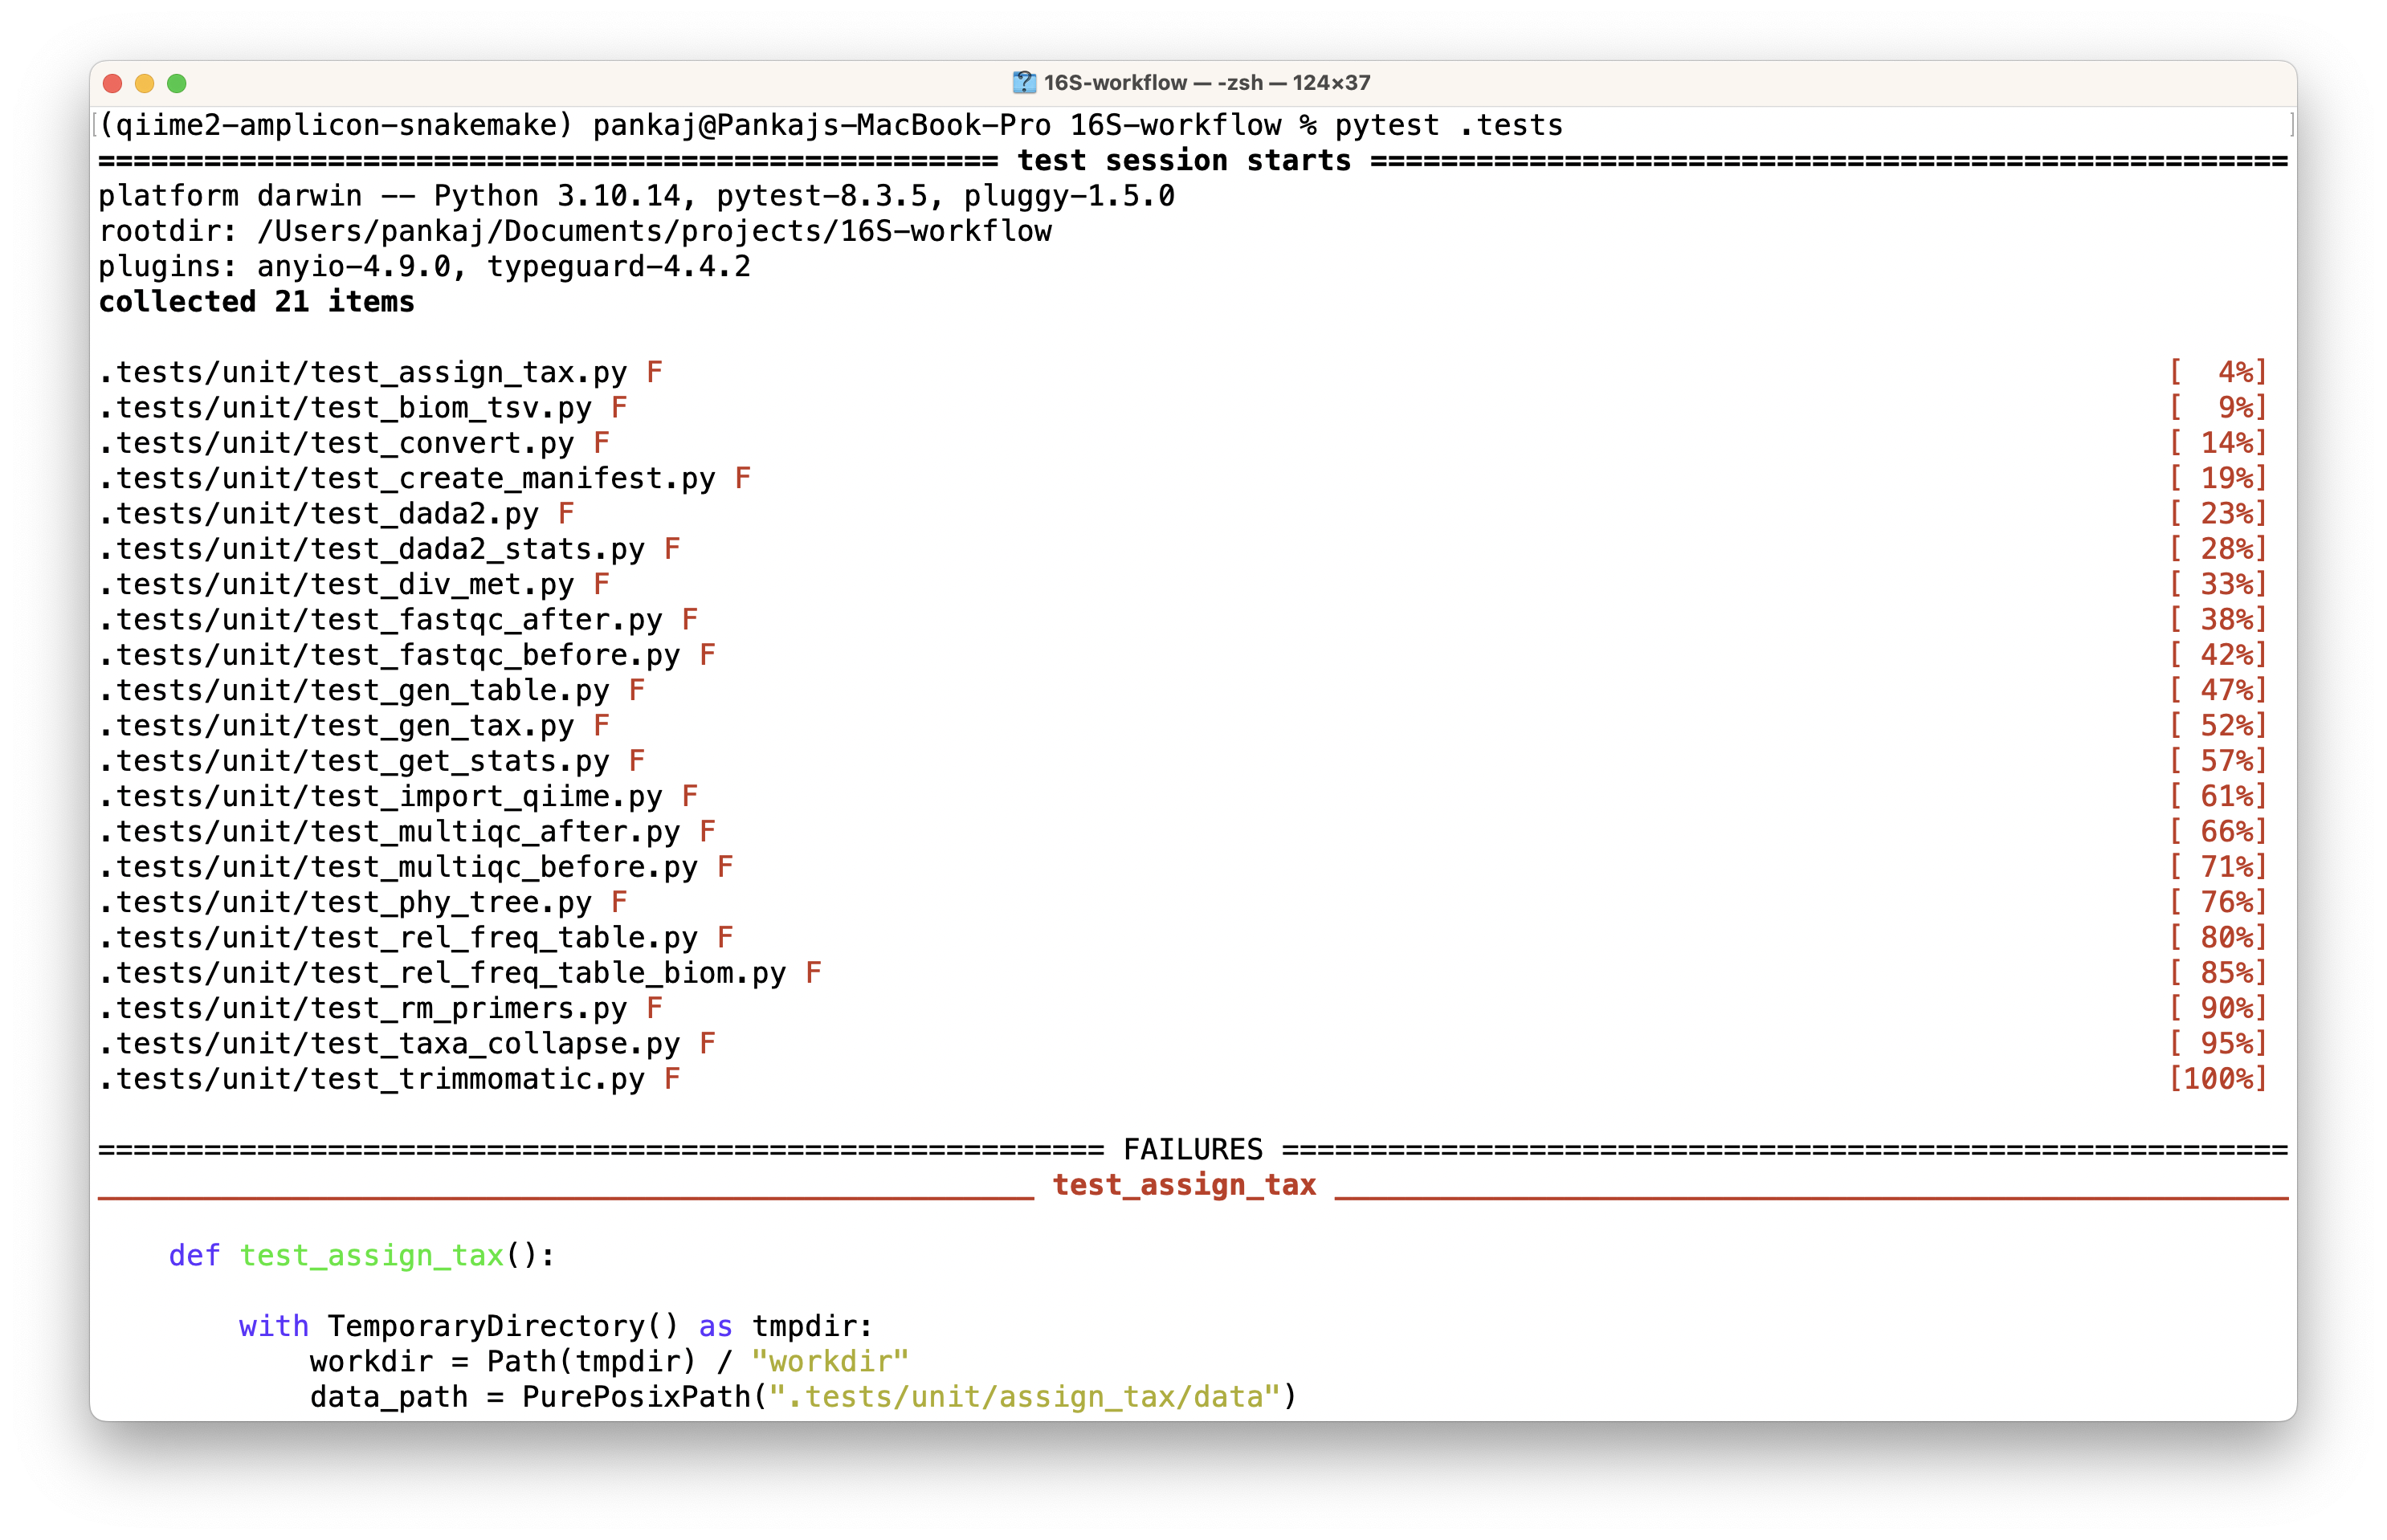 16S-workflow — -zsh — 124×37
(qiime2-amplicon-snakemake) pankaj@Pankajs-MacBook-Pro 16S-workflow % pytest .tests
=================================================== test session starts ====================================================
platform darwin -- Python 3.10.14, pytest-8.3.5, pluggy-1.5.0
rootdir: /Users/pankaj/Documents/projects/16S-workflow
plugins: anyio-4.9.0, typeguard-4.4.2
collected 21 items
.tests/unit/test_assign_tax.py F [  4%]
.tests/unit/test_biom_tsv.py F [  9%]
.tests/unit/test_convert.py F [ 14%]
.tests/unit/test_create_manifest.py F [ 19%]
.tests/unit/test_dada2.py F [ 23%]
.tests/unit/test_dada2_stats.py F [ 28%]
.tests/unit/test_div_met.py F [ 33%]
.tests/unit/test_fastqc_after.py F [ 38%]
.tests/unit/test_fastqc_before.py F [ 42%]
.tests/unit/test_gen_table.py F [ 47%]
.tests/unit/test_gen_tax.py F [ 52%]
.tests/unit/test_get_stats.py F [ 57%]
.tests/unit/test_import_qiime.py F [ 61%]
.tests/unit/test_multiqc_after.py F [ 66%]
.tests/unit/test_multiqc_before.py F [ 71%]
.tests/unit/test_phy_tree.py F [ 76%]
.tests/unit/test_rel_freq_table.py F [ 80%]
.tests/unit/test_rel_freq_table_biom.py F [ 85%]
.tests/unit/test_rm_primers.py F [ 90%]
.tests/unit/test_taxa_collapse.py F [ 95%]
.tests/unit/test_trimmomatic.py F [100%]
========================================================= FAILURES =========================================================
_____________________________________________________ test_assign_tax ______________________________________________________
def test_assign_tax():
with TemporaryDirectory() as tmpdir:
workdir = Path(tmpdir) / "workdir"
data_path = PurePosixPath(".tests/unit/assign_tax/data")